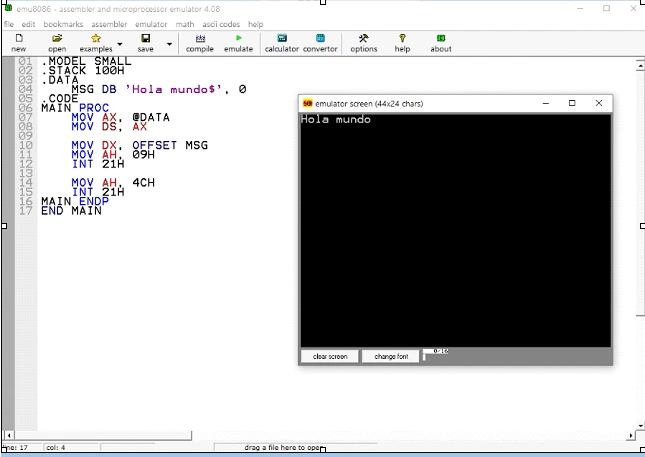 emu8086 - assembler and microprocessor emulator 4.08
file edit bookmarks assembler emulator math ascii codes help
new open examples save compile emulate calculator convertor options help about
01 .MODEL SMALL
02 .STACK 100H
03 .DATA
04 MSG DB 'Hola mundo$', 0
05 .CODE
06 MAIN PROC
07 MOV AX, @DATA
08 MOV DS, AX
09
10 MOV DX, OFFSET MSG
11 MOV AH, 09H
12 INT 21H
13
14 MOV AH, 4CH
15 INT 21H
16 MAIN ENDP
17 END MAIN
emulator screen (44x24 chars)
Hola mundo
clear screen change font 0/16
line: 17 col: 4 drag a file here to open